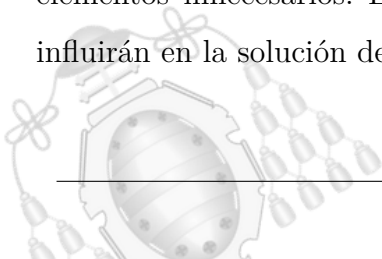 elementos innecesarios.
influirán en la solución de